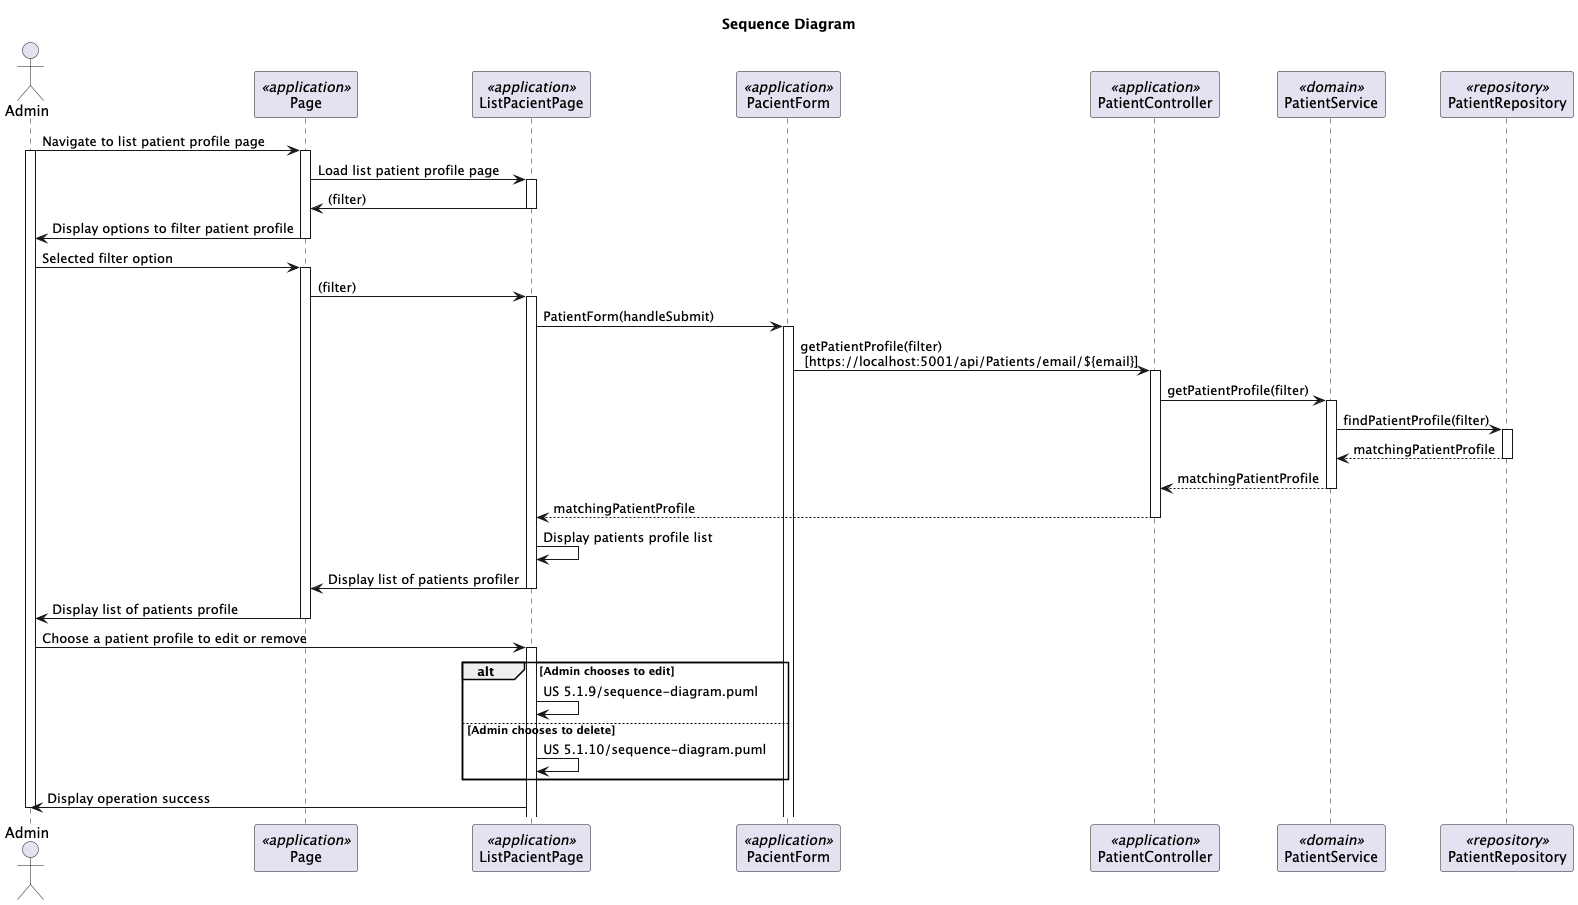 Sequence Diagram
Admin
«application»
Page
«application»
ListPacientPage
«application»
PacientForm
«application»
PatientController
«domain»
PatientService
«repository»
PatientRepository
Navigate to list patient profile page
Load list patient profile page
(filter)
Display options to filter patient profile
Selected filter option
(filter)
PatientForm(handleSubmit)
getPatientProfile(filter)
[https://localhost:5001/api/Patients/email/${email}]
getPatientProfile(filter)
findPatientProfile(filter)
matchingPatientProfile
matchingPatientProfile
matchingPatientProfile
Display patients profile list
Display list of patients profiler
Display list of patients profile
Choose a patient profile to edit or remove
alt [Admin chooses to edit]
US 5.1.9/sequence-diagram.puml
[Admin chooses to delete]
US 5.1.10/sequence-diagram.puml
Display operation success
Admin
«application»
Page
«application»
ListPacientPage
«application»
PacientForm
«application»
PatientController
«domain»
PatientService
«repository»
PatientRepository